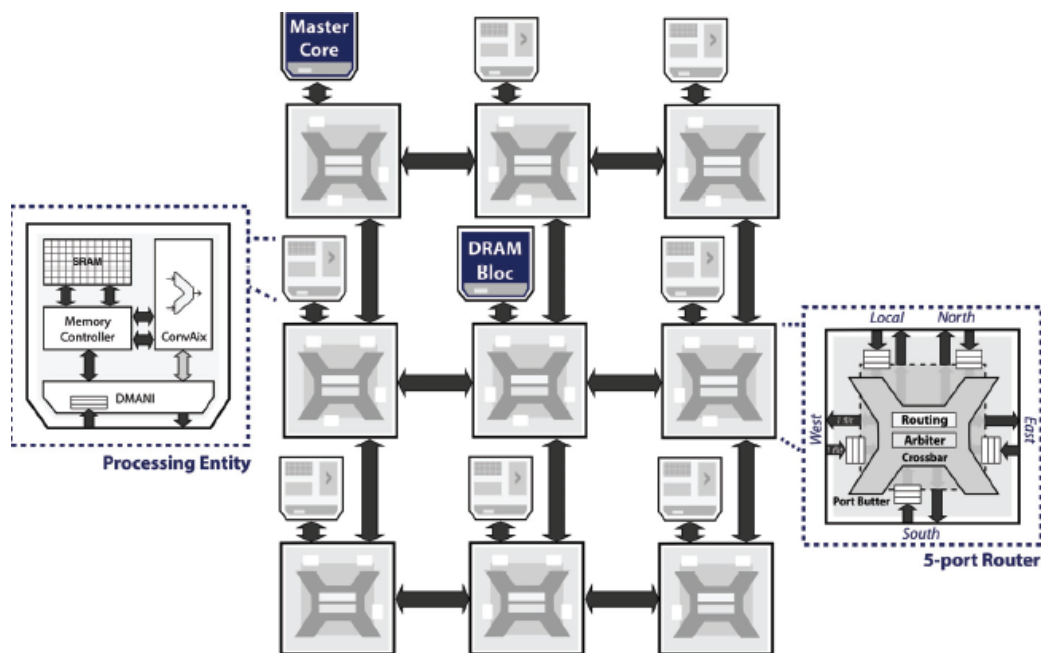 Master
Core
DRAM
Bloc
SRAM
Memory
Controller
ConvAix
DMANI
Processing Entity
Local
North
West
East
Routing
Arbiter
Crossbar
Port Butter
South
5-port Router